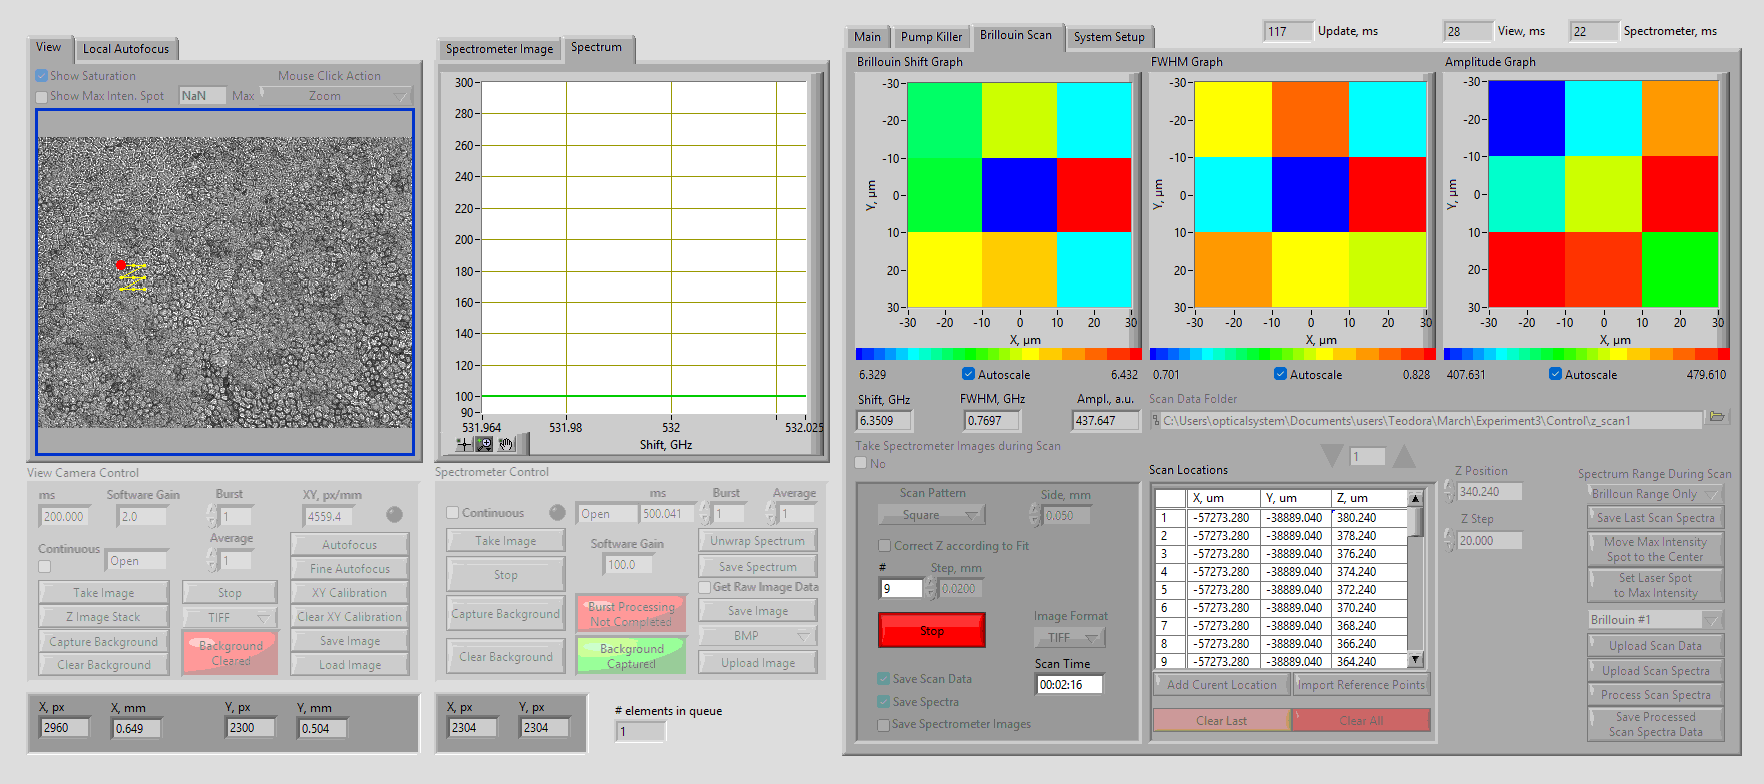 View
Local Autofocus
Show Saturation
Mouse Click Action
Show Max Inten. Spot
NaN
Max
Zoom
View Camera Control
ms
Software Gain
Burst
XY, px/mm
200.000
2.0
1
4559.4
Continuous
Open
Average
1
Autofocus
Fine Autofocus
Take Image
Stop
XY Calibration
Z Image Stack
TIFF
Clear XY Calibration
Capture Background
Background
Cleared
Save Image
Clear Background
Load Image
X, px
X, mm
Y, px
Y, mm
2960
0.649
2300
0.504
Spectrometer Image
Spectrum
300
280
260
240
220
200
180
160
140
120
100
90
531.964
531.98
532
532.025
Shift, GHz
Spectrometer Control
ms
Burst
Average
Continuous
Open
500.041
1
1
Take Image
Software Gain
Unwrap Spectrum
Stop
100.0
Save Spectrum
Get Raw Image Data
Capture Background
Burst Processing
Not Completed
Save Image
BMP
Clear Background
Background
Captured
Upload Image
X, px
Y, px
2304
2304
# elements in queue
1
117
Update, ms
28
View, ms
22
Spectrometer, ms
Main
Pump Killer
Brillouin Scan
System Setup
Brillouin Shift Graph
-30
-20
-10
0
10
20
30
Y, µm
-30
-20
-10
0
10
20
30
X, µm
6.329
Autoscale
6.432
FWHM Graph
-30
-20
-10
0
10
20
30
Y, µm
-30
-20
-10
0
10
20
30
X, µm
0.701
Autoscale
0.828
Amplitude Graph
-30
-20
-10
0
10
20
30
Y, µm
-30
-20
-10
0
10
20
30
X, µm
407.631
Autoscale
479.610
Shift, GHz
FWHM, GHz
Ampl., a.u.
Scan Data Folder
6.3509
0.7697
437.647
C:\Users\opticalsystem\Documents\users\Teodora\March\Experiment3\Control\z_scan1
Take Spectrometer Images during Scan
No
1
Scan Pattern
Side, mm
Square
0.050
Correct Z according to Fit
#
Step, mm
9
0.0200
Stop
Image Format
TIFF
Scan Time
00:02:16
Save Scan Data
Save Spectra
Save Spectrometer Images
Scan Locations
X, um
Y, um
Z, um
1 -57273.280 -38889.040 380.240
2 -57273.280 -38889.040 378.240
3 -57273.280 -38889.040 376.240
4 -57273.280 -38889.040 374.240
5 -57273.280 -38889.040 372.240
6 -57273.280 -38889.040 370.240
7 -57273.280 -38889.040 368.240
8 -57273.280 -38889.040 366.240
9 -57273.280 -38889.040 364.240
Add Curent Location
Import Reference Points
Clear Last
Clear All
Z Position
340.240
Z Step
20.000
Spectrum Range During Scan
Brilloun Range Only
Save Last Scan Spectra
Move Max Intensity
Spot to the Center
Set Laser Spot
to Max Intensity
Brillouin #1
Upload Scan Data
Upload Scan Spectra
Process Scan Spectra
Save Processed
Scan Spectra Data